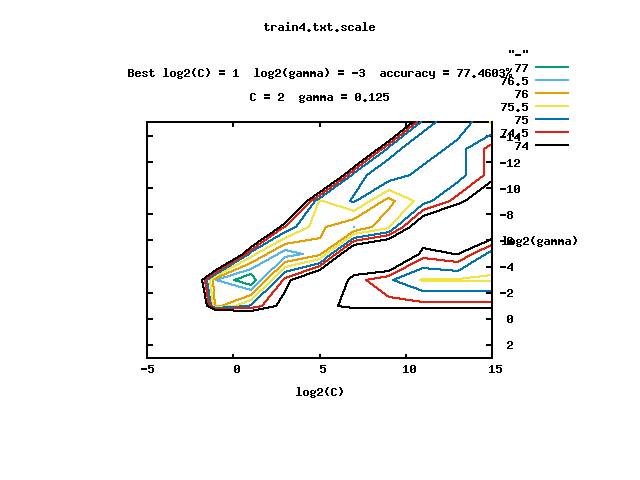 train4.txt.scale
"-"
Best log2(C) = 1 log2(gamma) = -3 accuracy = 77.4603%
77
76.5
C = 2 gamma = 0.125
76
75.5
75
74.5
-14
74
-12
-10
-8
-6
log2(gamma)
-4
-2
0
2
-5 0 5 10 15
log2(C)